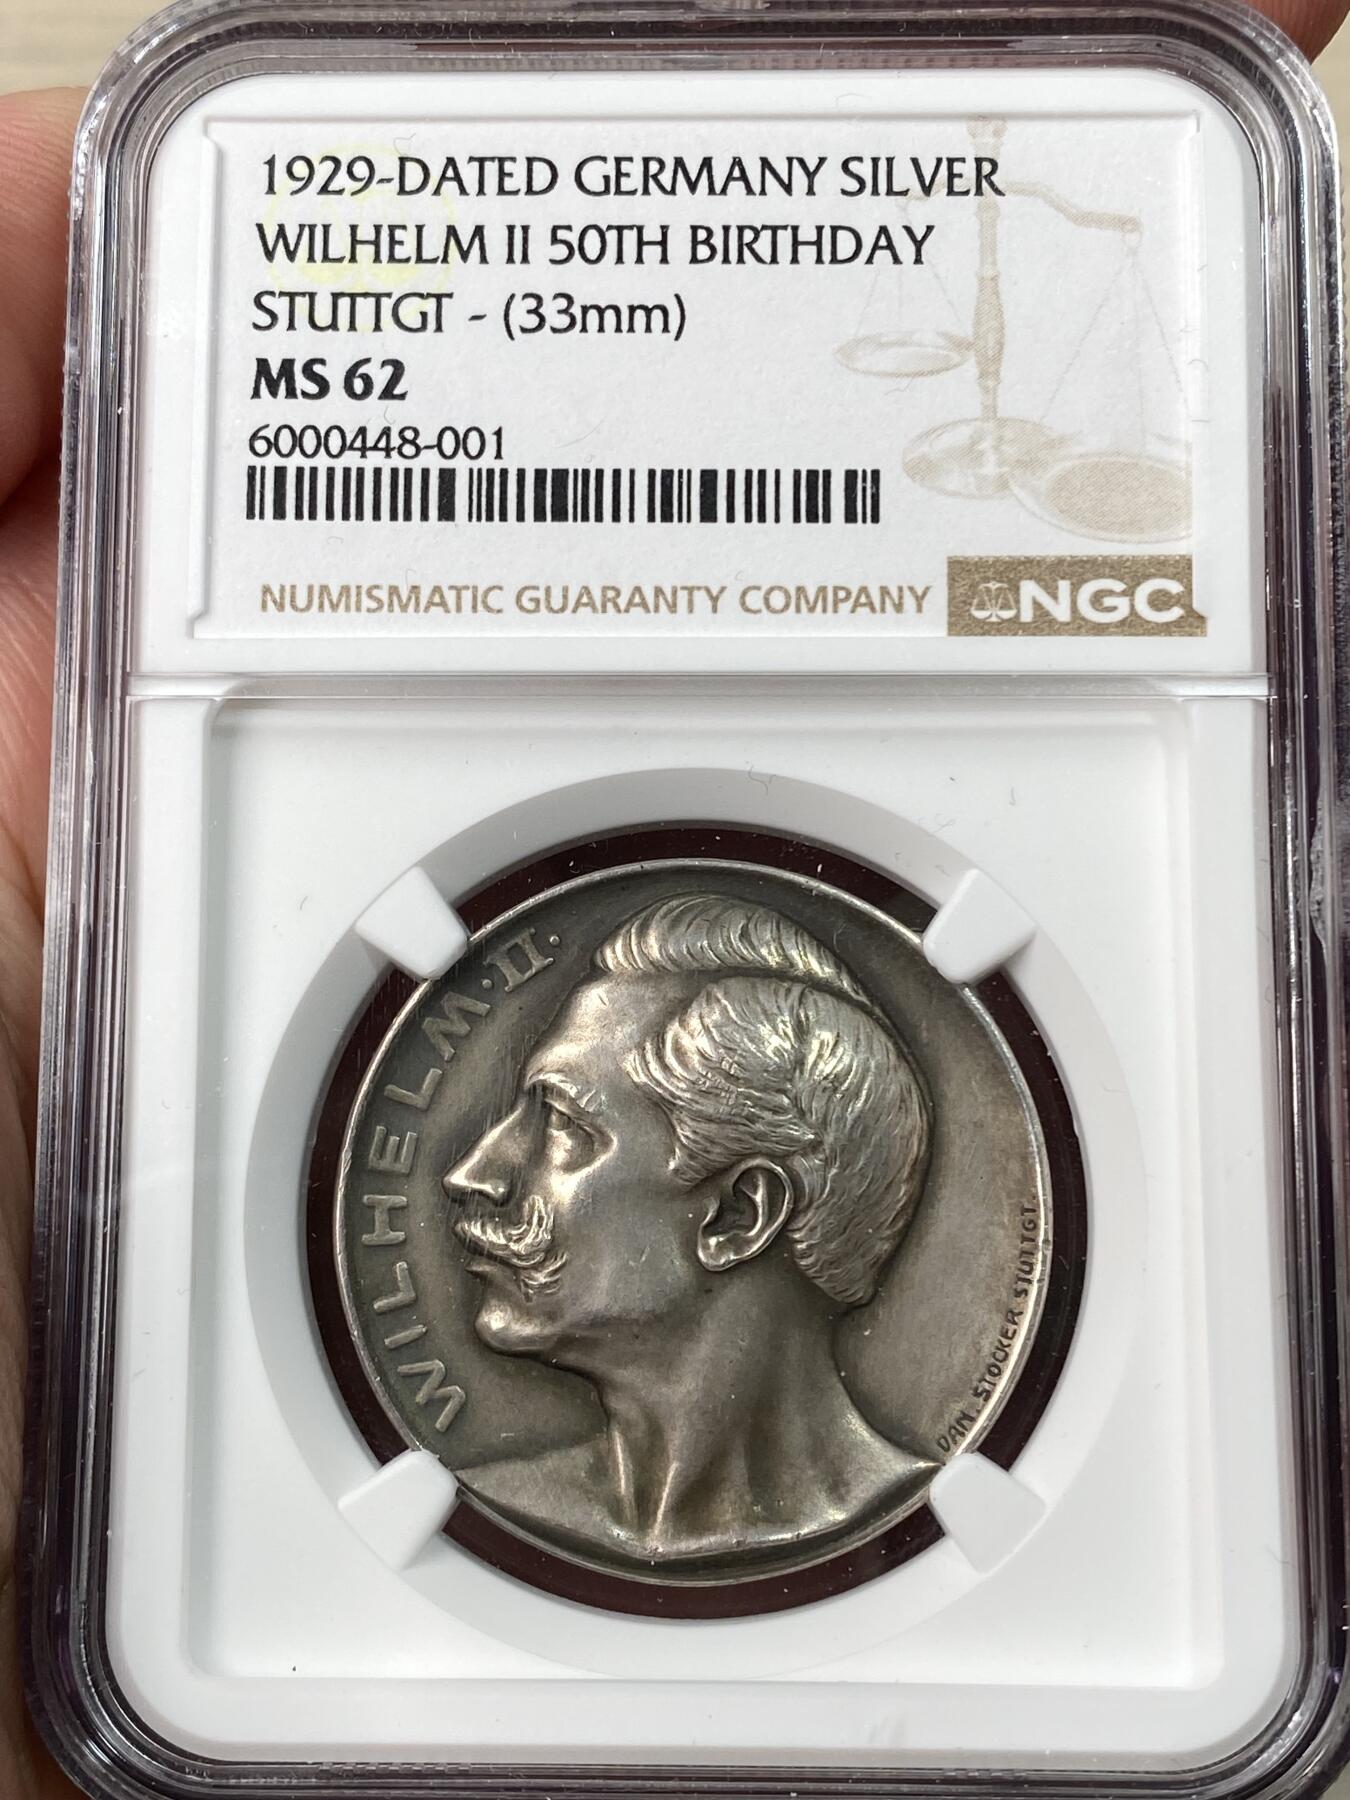 1929-DATED GERMANY SILVER
WILHELM II 50TH BIRTHDAY
STUTTGT - (33mm)
MS 62
6000448-001
NUMISMATIC GUARANTY COMPANY
NGC
WILHELM·II·
DAN. STOCKER STUTTGT.